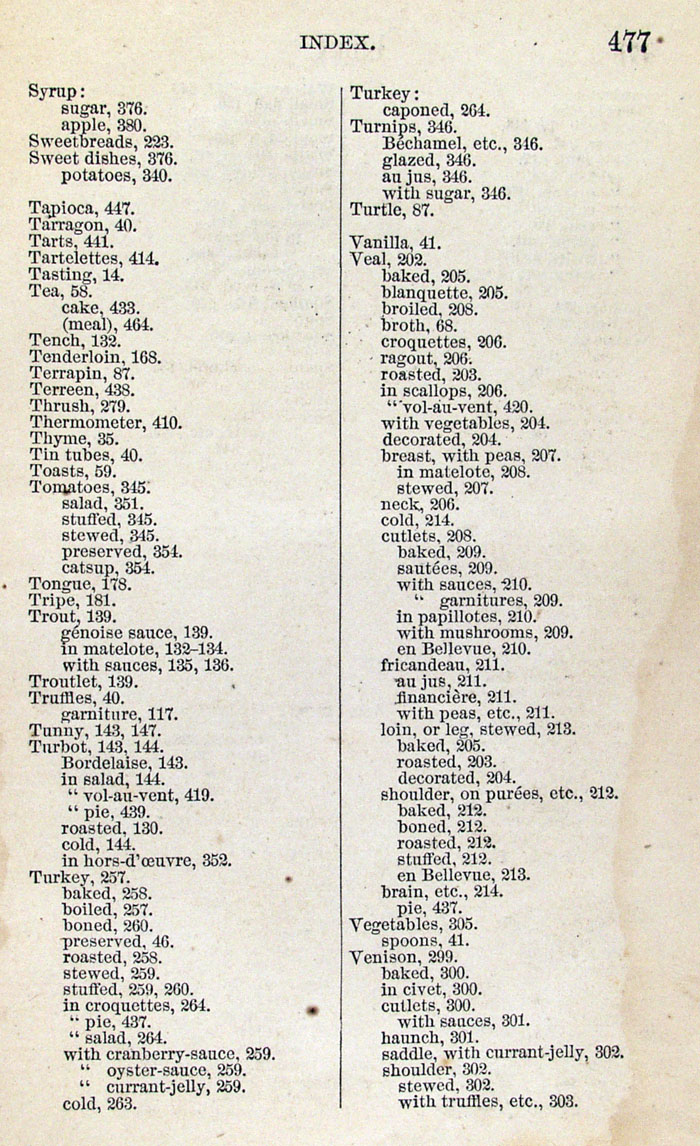 INDEX. 477
Syrup:
sugar, 376.
apple, 380.
Sweetbreads, 223.
Sweet dishes, 376.
potatoes, 340.
Tapioca, 447.
Tarragon, 40.
Tarts, 441.
Tartelettes, 414.
Tasting, 14.
Tea, 58.
cake, 433.
(meal), 464.
Tench, 132.
Tenderloin, 168.
Terrapin, 87.
Terreen, 438.
Thrush, 279.
Thermometer, 410.
Thyme, 35.
Tin tubes, 40.
Toasts, 59.
Tomatoes, 345.
salad, 351.
stuffed, 345.
stewed, 345.
preserved, 354.
catsup, 354.
Tongue, 178.
Tripe, 181.
Trout, 139.
génoise sauce, 139.
in matelote, 132–134.
with sauces, 135, 136.
Troutlet, 139.
Truffles, 40.
garniture, 117.
Tunny, 143, 147.
Turbot, 143, 144.
Bordelaise, 143.
in salad, 144.
“ vol-au-vent, 419.
“ pie, 439.
roasted, 130.
cold, 144.
in hors-d'œuvre, 352.
Turkey, 257.
baked, 258.
boiled, 257.
boned, 260.
preserved, 46.
roasted, 258.
stewed, 259.
stuffed, 259, 260.
in croquettes, 264.
“ pie, 437.
“ salad, 264.
with cranberry-sauce, 259.
“ oyster-sauce, 259.
“ currant-jelly, 259.
cold, 263.
Turkey:
caponed, 264.
Turnips, 346.
Béchamel, etc., 346.
glazed, 346.
au jus, 346.
with sugar, 346.
Turtle, 87.
Vanilla, 41.
Veal, 202.
baked, 205.
blanquette, 205.
broiled, 208.
broth, 68.
croquettes, 206.
ragout, 206.
roasted, 203.
in scallops, 206.
“ vol-au-vent, 420.
with vegetables, 204.
decorated, 204.
breast, with peas, 207.
in matelote, 208.
stewed, 207.
neck, 206.
cold, 214.
cutlets, 208.
baked, 209.
sautées, 209.
with sauces, 210.
“ garnitures, 209.
in papillotes, 210.
with mushrooms, 209.
en Bellevue, 210.
fricandeau, 211.
au jus, 211.
financière, 211.
with peas, etc., 211.
loin, or leg, stewed, 213.
baked, 205.
roasted, 203.
decorated, 204.
shoulder, on purées, etc., 212.
baked, 212.
boned, 212.
roasted, 212.
stuffed, 212.
en Bellevue, 213.
brain, etc., 214.
pie, 437.
Vegetables, 305.
spoons, 41.
Venison, 299.
baked, 300.
in civet, 300.
cutlets, 300.
with sauces, 301.
haunch, 301.
saddle, with currant-jelly, 302.
shoulder, 302.
stewed, 302.
with truffles, etc., 303.